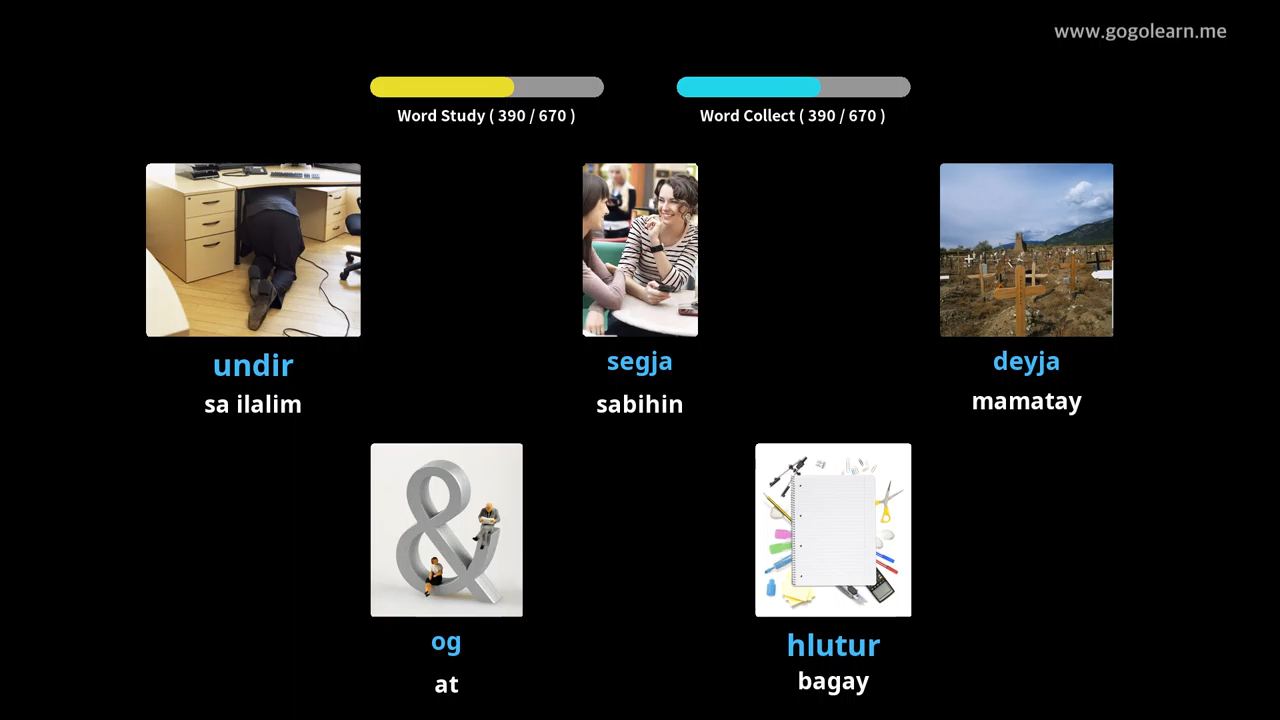 www.gogolearn.me
Word Study ( 390 / 670 )
Word Collect ( 390 / 670 )
undir
sa ilalim
segja
sabihin
deyja
mamatay
og
at
hlutur
bagay